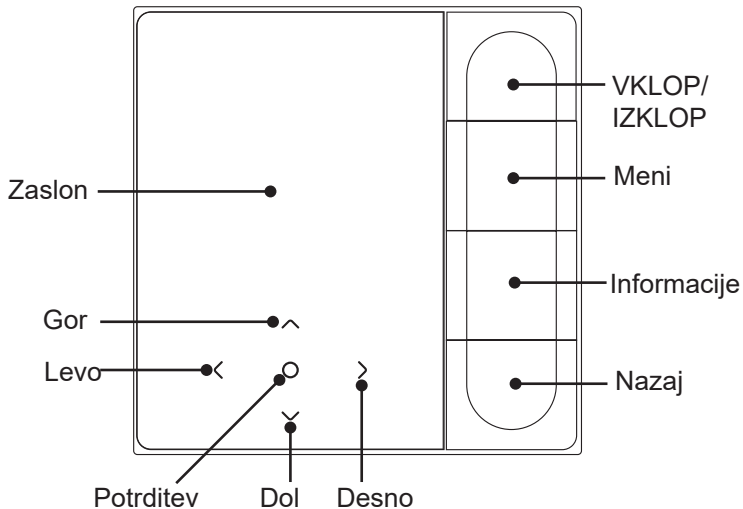 VKLOP/
IZKLOP
Zaslon
Meni
Informacije
Gor
Levo
Nazaj
Potrditev
Dol
Desno